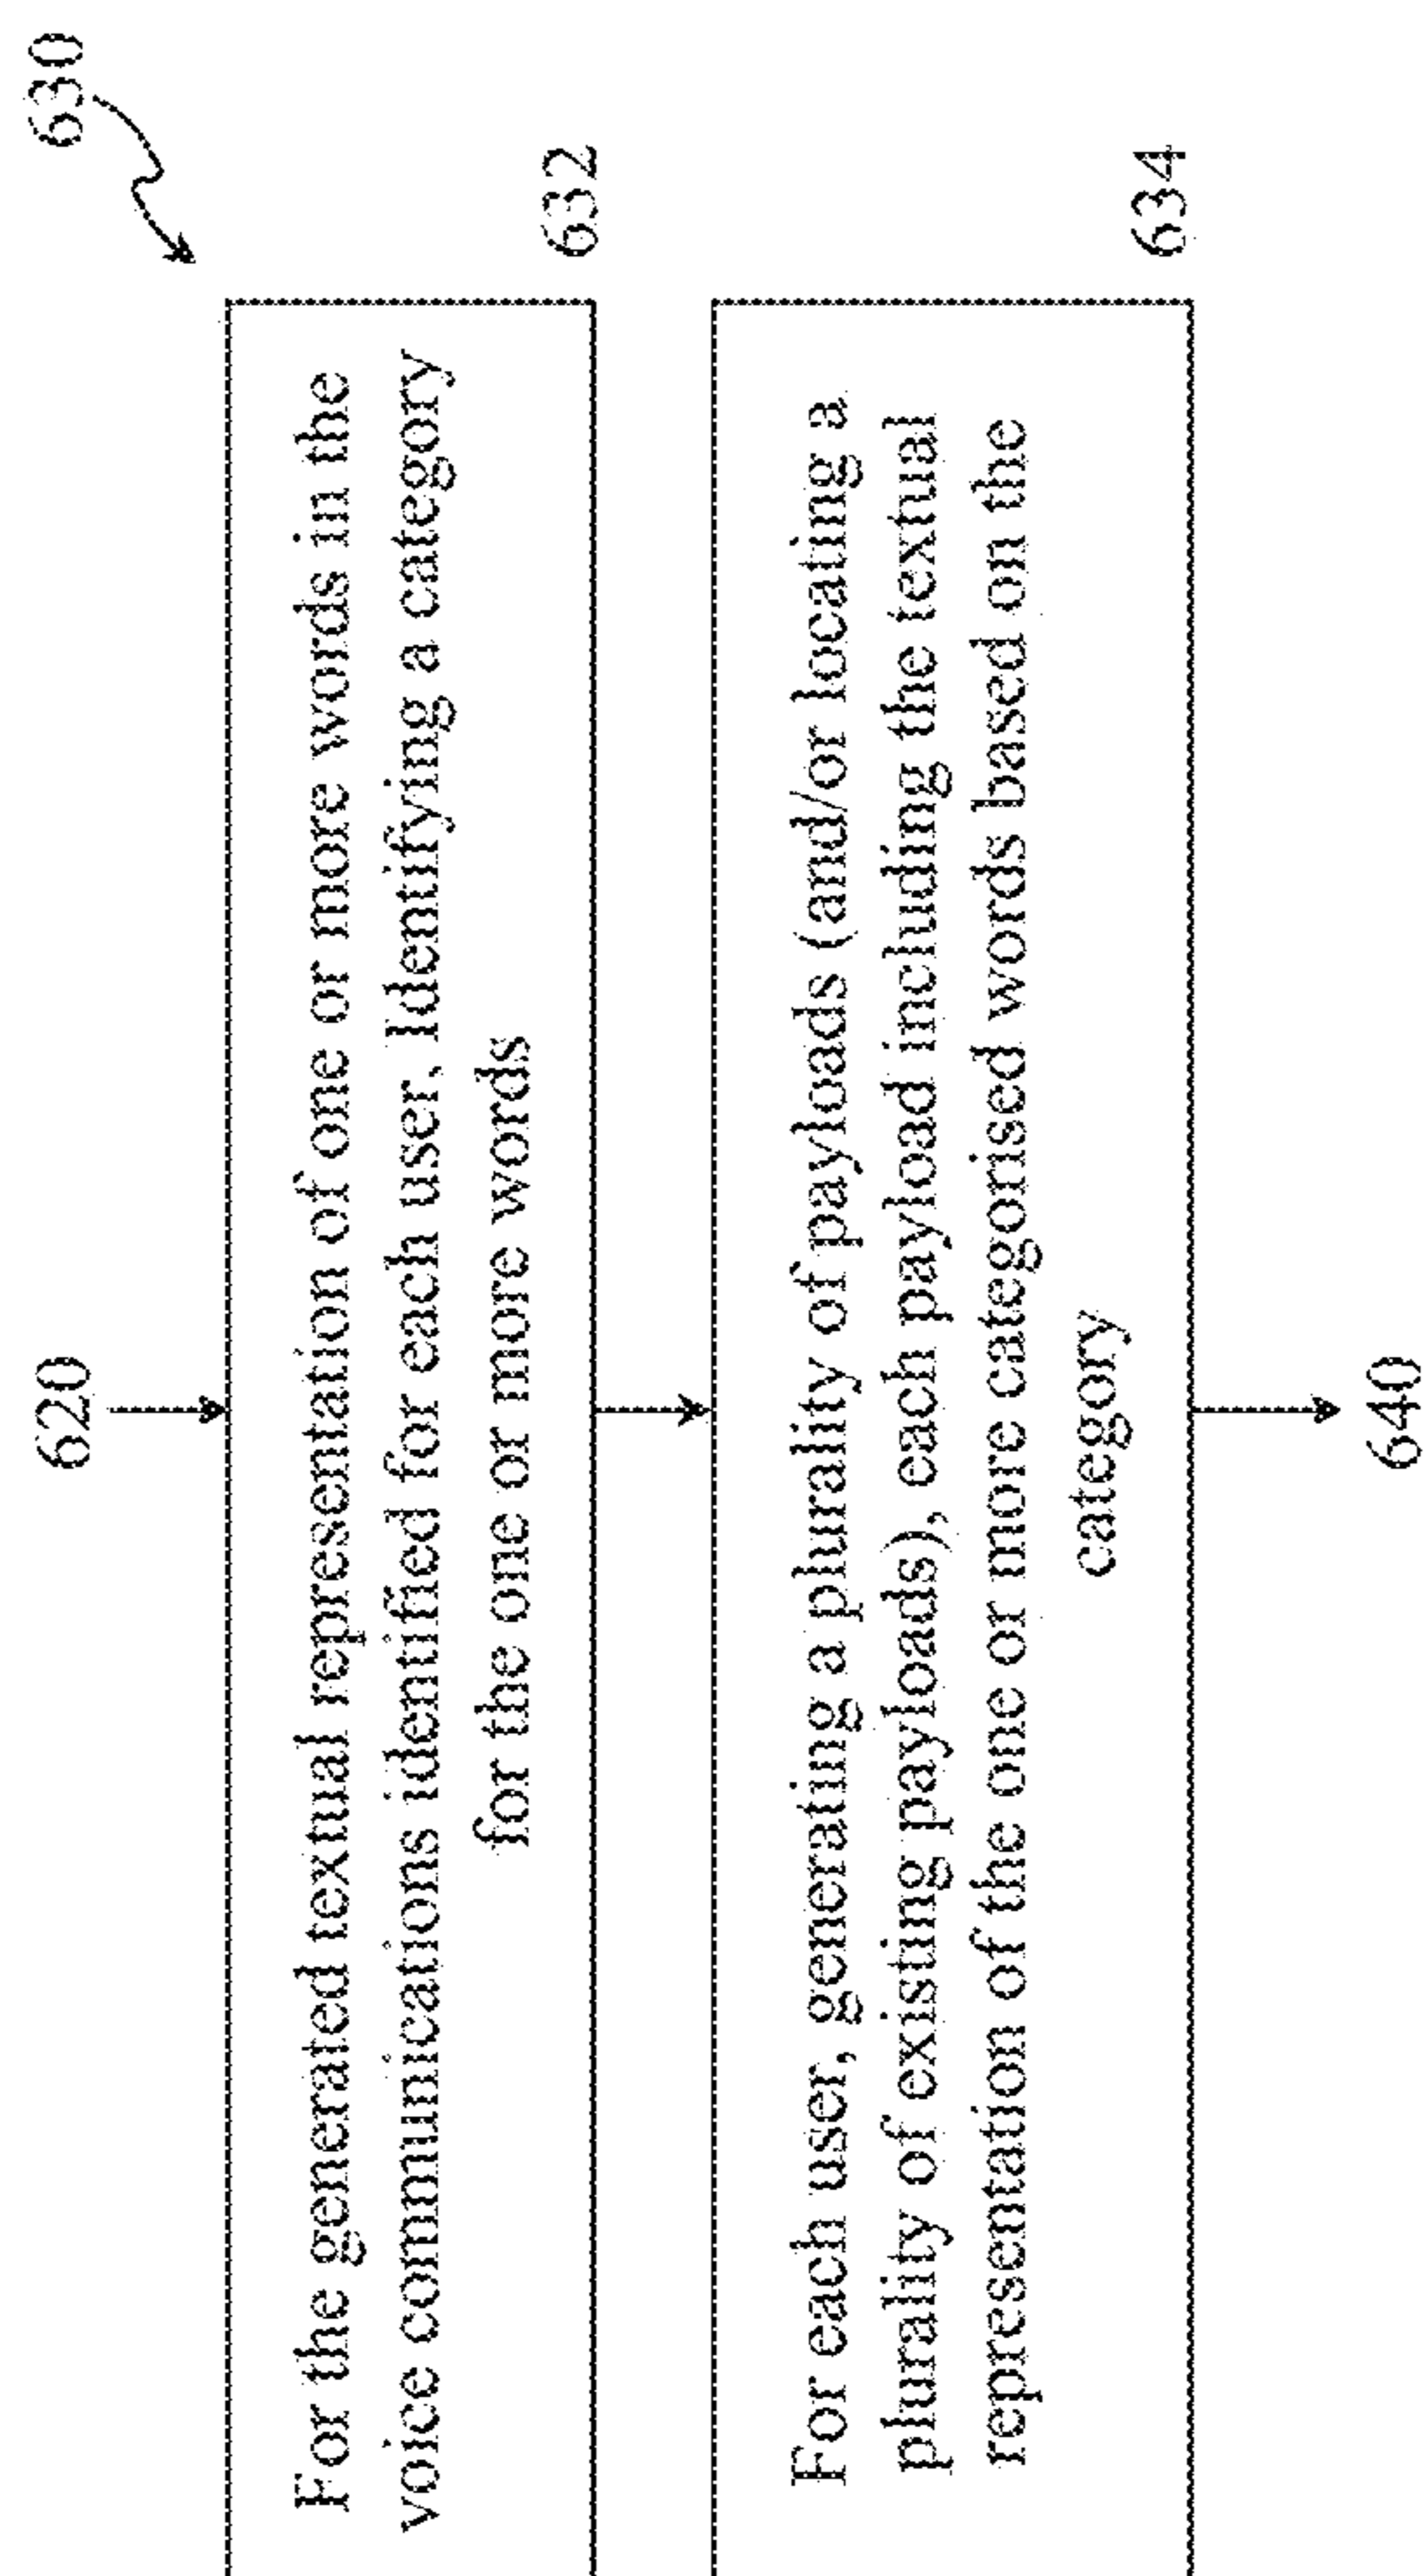 620
630
For the generated textual representation of one or more words in the
voice communications identified for each user, Identifying a category
for the one or more words
632
For each user, generating a plurality of payloads (and/or locating a
plurality of existing payloads), each payload including the textual
representation of the one or more categorised words based on the
category
634
640